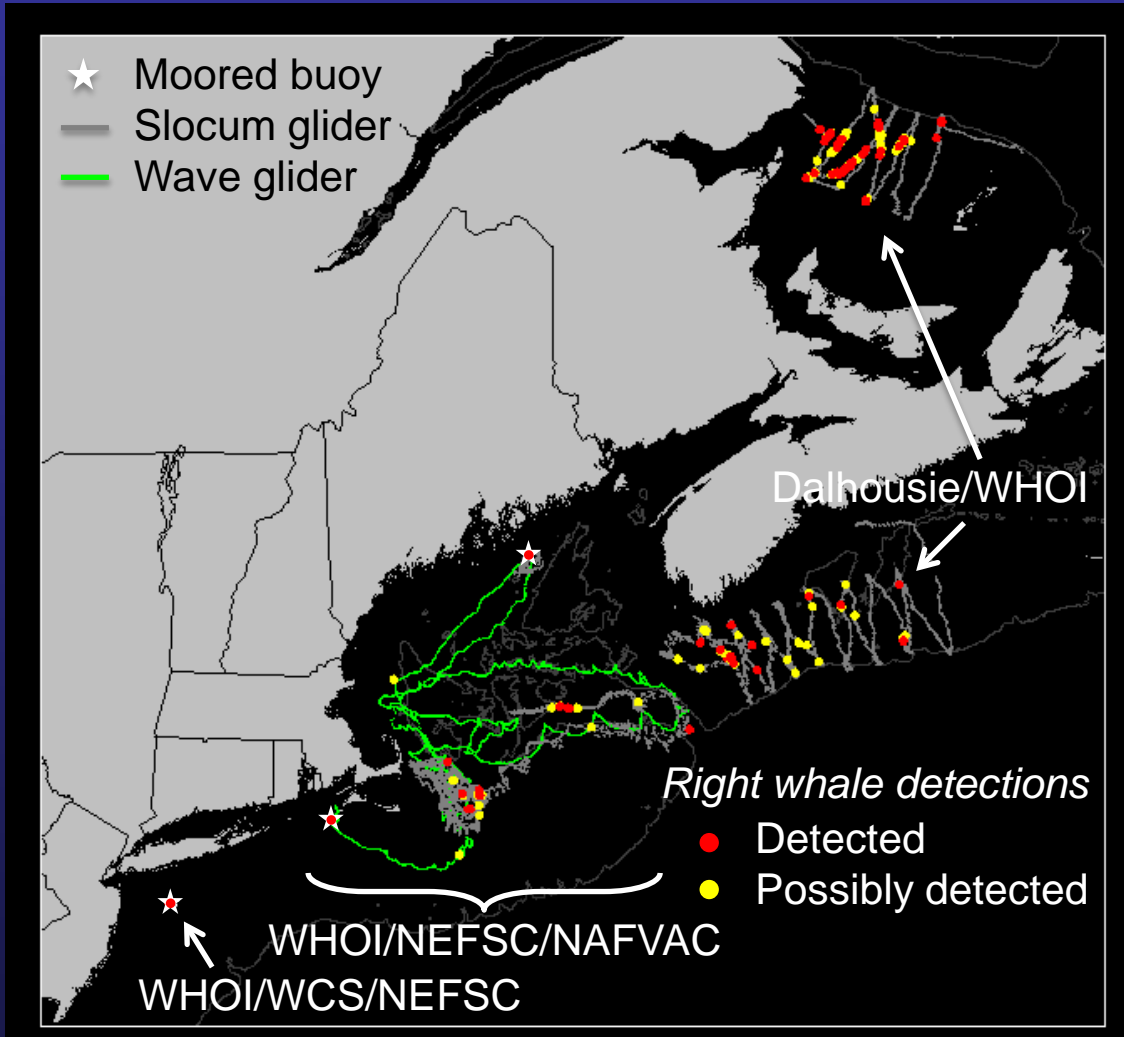 Moored buoy
Slocum glider
Wave glider
Dalhousie/WHOI
Right whale detections
Detected
Possibly detected
WHOI/NEFSC/NAFVAC
WHOI/WCS/NEFSC